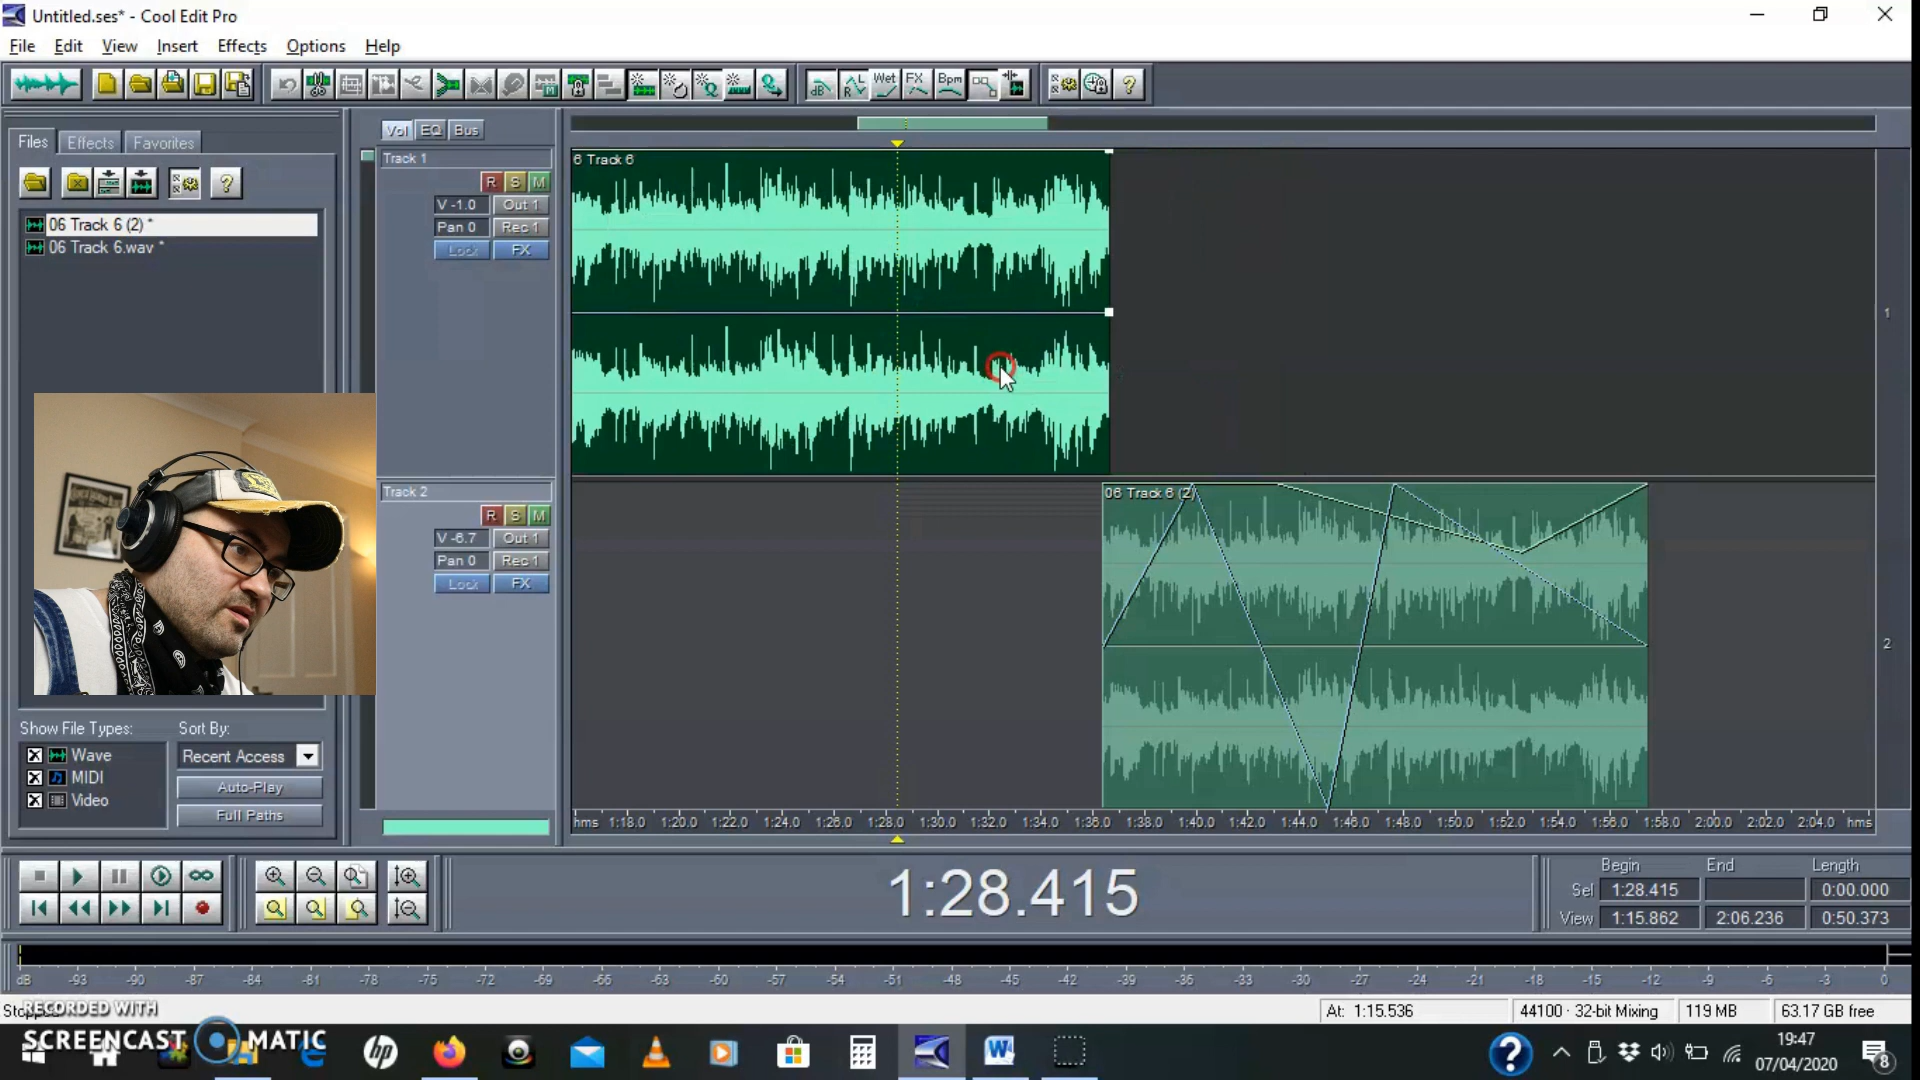 Untitled.ses* - Cool Edit Pro
File Edit View Insert Effects Options Help
dB L R Wet FX Bpm ?
Files Effects Favorites
?
06 Track 6 (2) *
06 Track 6.wav *
Show File Types: Sort By:
Wave Recent Access
MIDI Auto-Play
Video Full Paths
Vol EQ Bus
Track 1
R S M
V -1.0 Out 1
Pan 0 Rec 1
Lock FX
Track 2
R S M
V -6.7 Out 1
Pan 0 Rec 1
Lock FX
6 Track 6
06 Track 6 (2)
1
2
hms 1:18.0 1:20.0 1:22.0 1:24.0 1:26.0 1:28.0 1:30.0 1:32.0 1:34.0 1:36.0 1:38.0 1:40.0 1:42.0 1:44.0 1:46.0 1:48.0 1:50.0 1:52.0 1:54.0 1:56.0 1:58.0 2:00.0 2:02.0 2:04.0 hms
1:28.415
Begin End Length
Sel 1:28.415 0:00.000
View 1:15.862 2:06.236 0:50.373
dB -93 -90 -87 -84 -81 -78 -75 -72 -69 -66 -63 -60 -57 -54 -51 -48 -45 -42 -39 -36 -33 -30 -27 -24 -21 -18 -15 -12 -9 -6 -3 0
At: 1:15.536 44100 · 32-bit Mixing 119 MB 63.17 GB free
RECORDED WITH
SCREENCAST MATIC
hp
W
?
19:47
07/04/2020
8